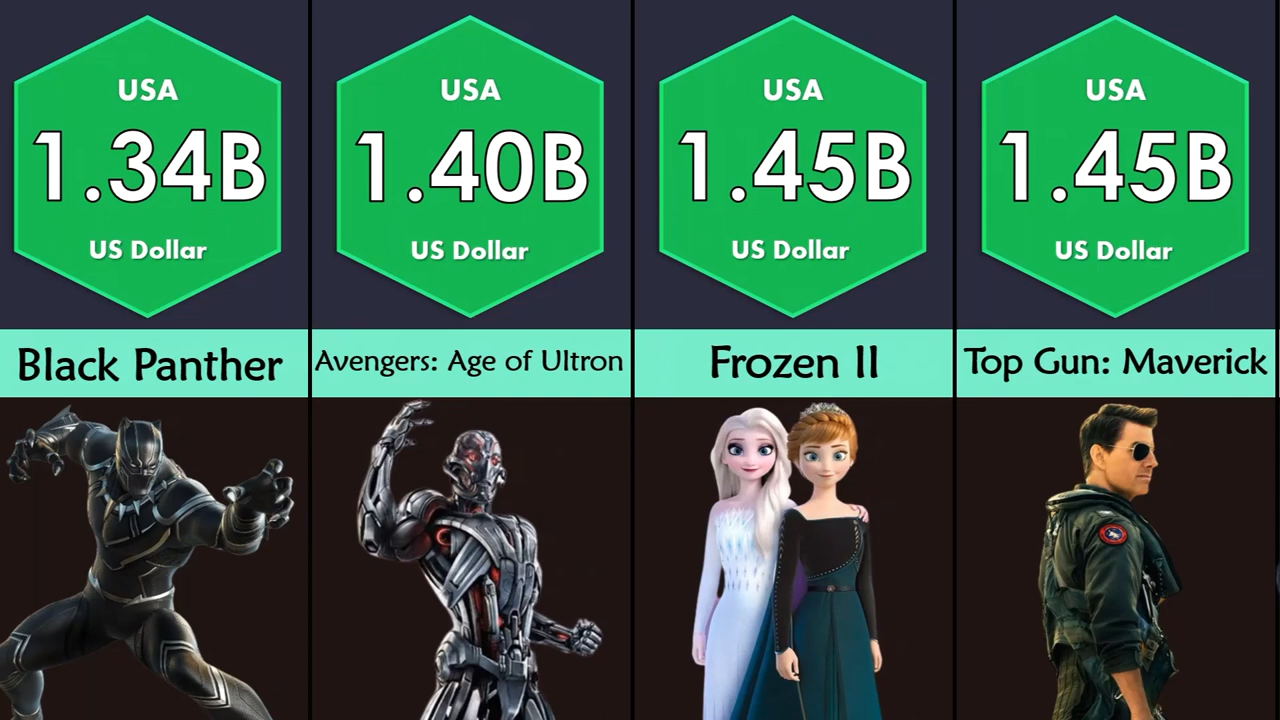 USA
1.34B
US Dollar
Black Panther
USA
1.40B
US Dollar
Avengers: Age of Ultron
USA
1.45B
US Dollar
Frozen II
USA
1.45B
US Dollar
Top Gun: Maverick